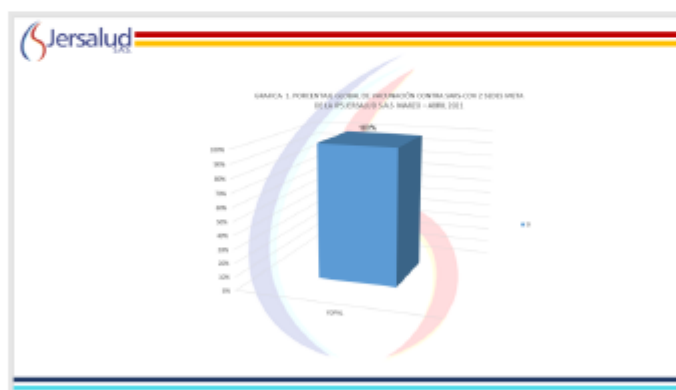 Jersalud
S.A.S.
GRAFICA 1. PORCENTAJE GLOBAL DE VACUNACIÓN CONTRA SARS-COV 2 SEDES META
DE LA IPS JERSALUD S.A.S MARZO – ABRIL 2021
100%
100%
90%
80%
70%
60%
50%
40%
30%
20%
10%
0%
TOTAL